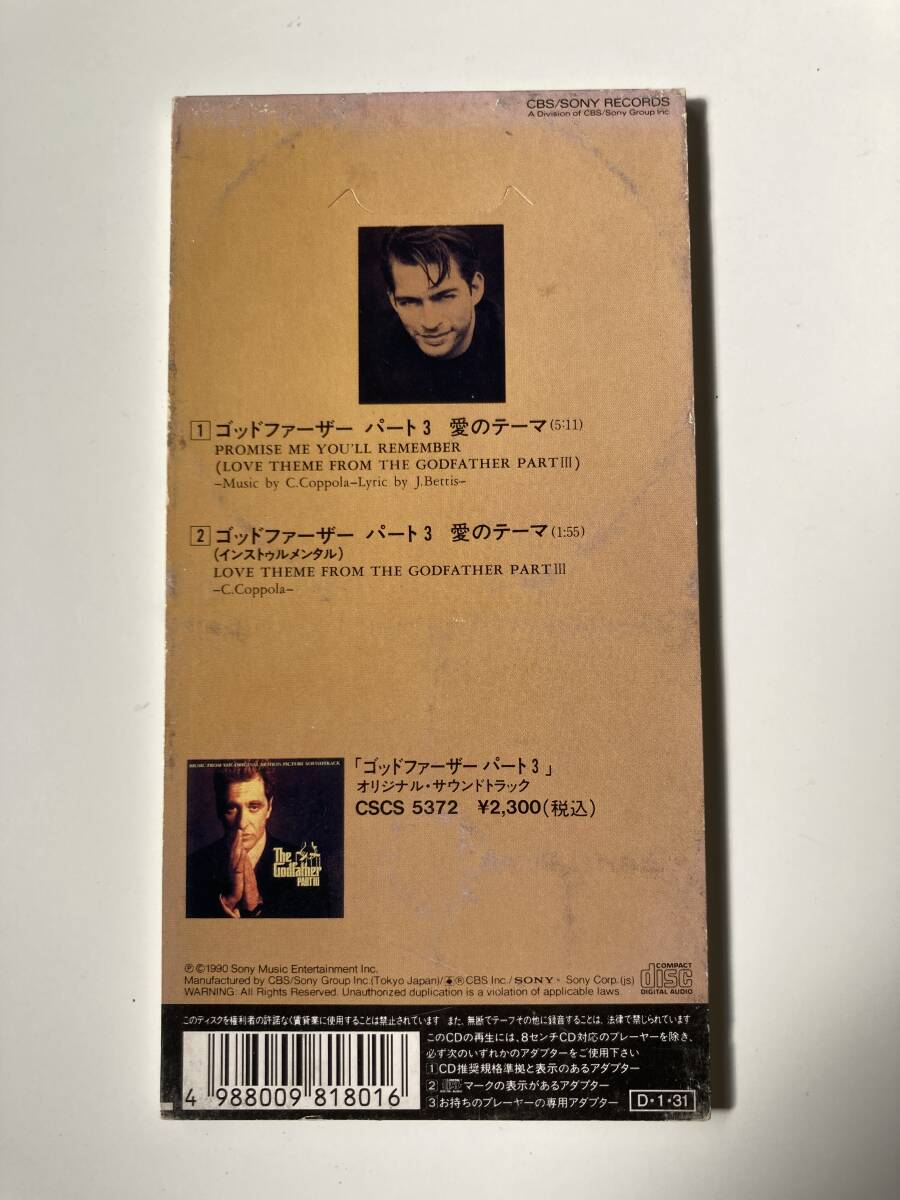 CBS/SONY RECORDS
A Division of CBS/Sony Group Inc.
1 ゴッドファーザー パート3 愛のテーマ(5:11)
PROMISE ME YOU'LL REMEMBER
(LOVE THEME FROM THE GODFATHER PART III)
–Music by C.Coppola–Lyric by J.Bettis–
2 ゴッドファーザー パート3 愛のテーマ(1:55)
(インストゥルメンタル)
LOVE THEME FROM THE GODFATHER PART III
–C.Coppola–
MUSIC FROM THE ORIGINAL MOTION PICTURE SOUNDTRACK
The
Godfather
PART III
「ゴッドファーザー パート3」
オリジナル・サウンドトラック
CSCS 5372 ¥2,300(税込)
Ⓟ©1990 Sony Music Entertainment Inc.
Manufactured by CBS/Sony Group Inc.(Tokyo Japan)/®CBS Inc./SONY® Sony Corp.(js)
WARNING: All Rights Reserved. Unauthorized duplication is a violation of applicable laws.
COMPACT
disc
DIGITAL AUDIO
このディスクを権利者の許諾なく賃貸業に使用することは禁止されています また、無断でテープその他に録音することは、法律で禁じられています
このCDの再生には、8センチCD対応のプレーヤーを除き、
必ず次のいずれかのアダプターをご使用下さい
1 CD推奨規格準拠と表示のあるアダプター
2 マークの表示があるアダプター
3 お持ちのプレーヤーの専用アダプター
4 988009 818016
D・1・31